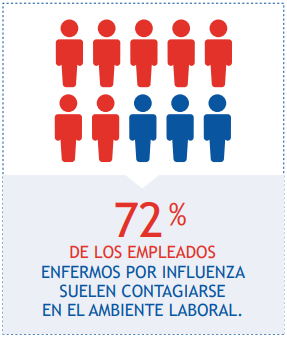 72%
DE LOS EMPLEADOS
ENFERMOS POR INFLUENZA
SUELEN CONTAGIARSE
EN EL AMBIENTE LABORAL.